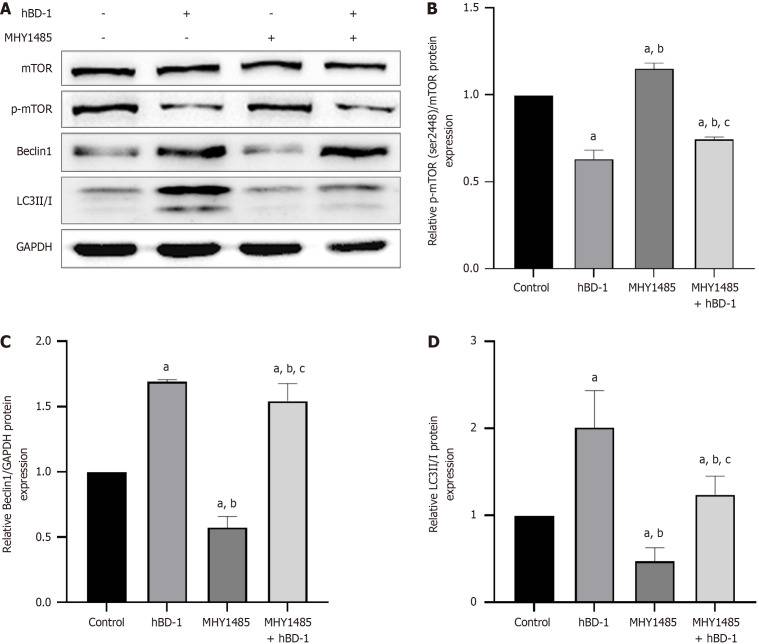 A
hBD-1 - + - +
MHY1485 - - + +
mTOR
p-mTOR
Beclin1
LC3II/I
GAPDH
B
Relative p-mTOR (ser2448)/mTOR protein
expression
1.5
1.0
0.5
0.0
a
a, b
a, b, c
Control hBD-1 MHY1485 MHY1485
+ hBD-1
C
Relative Beclin1/GAPDH protein
expression
2.0
1.5
1.0
0.5
0.0
a
a, b
a, b, c
Control hBD-1 MHY1485 MHY1485
+ hBD-1
D
Relative LC3II/I protein
expression
3
2
1
0
a
a, b
a, b, c
Control hBD-1 MHY1485 MHY1485
+ hBD-1